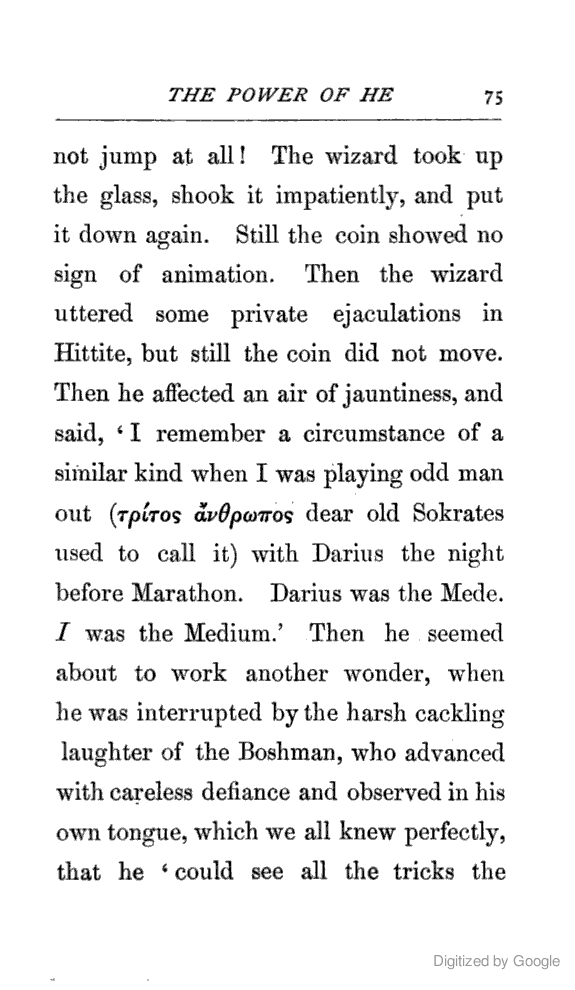 THE POWER OF HE 75
not jump at all! The wizard took up
the glass, shook it impatiently, and put
it down again. Still the coin showed no
sign of animation. Then the wizard
uttered some private ejaculations in
Hittite, but still the coin did not move.
Then he affected an air of jauntiness, and
said, ‘I remember a circumstance of a
similar kind when I was playing odd man
out (τρίτος ἄνθρωπος dear old Sokrates
used to call it) with Darius the night
before Marathon. Darius was the Mede.
I was the Medium.’ Then he seemed
about to work another wonder, when
he was interrupted by the harsh cackling
laughter of the Boshman, who advanced
with careless defiance and observed in his
own tongue, which we all knew perfectly,
that he ‘could see all the tricks the
Digitized by Google